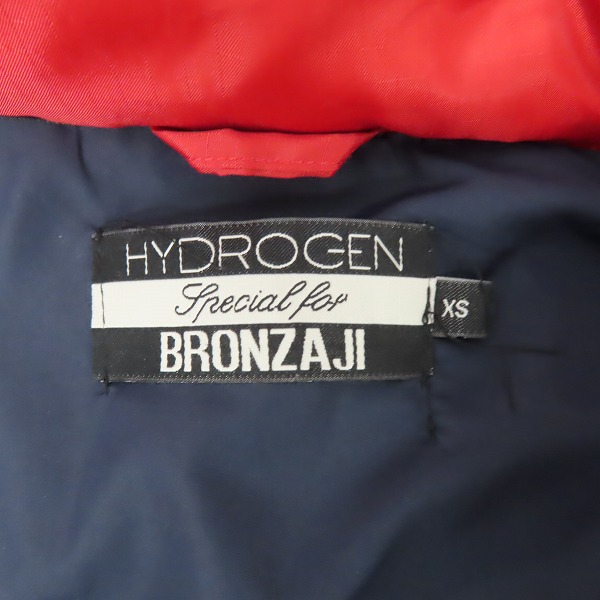 HYDROGEN
Special for
BRONZAJI
XS